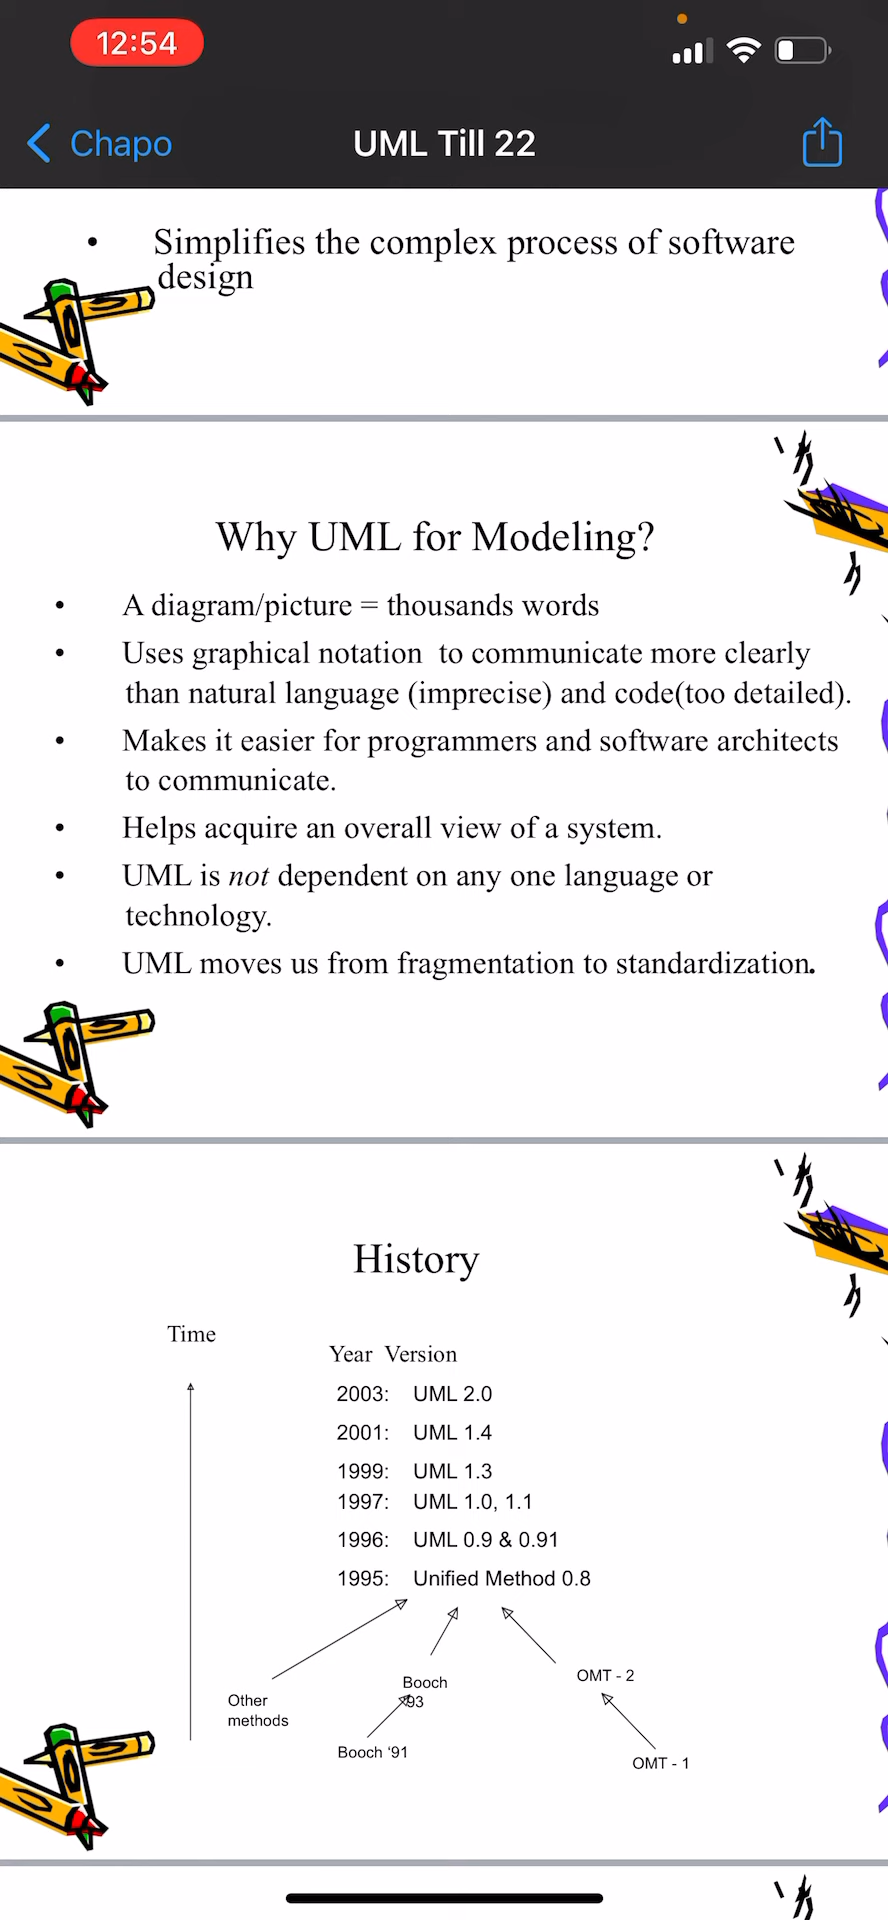 12:54
Chapo
UML Till 22
• Simplifies the complex process of software
design
Why UML for Modeling?
• A diagram/picture = thousands words
• Uses graphical notation to communicate more clearly
than natural language (imprecise) and code(too detailed).
• Makes it easier for programmers and software architects
to communicate.
• Helps acquire an overall view of a system.
• UML is not dependent on any one language or
technology.
• UML moves us from fragmentation to standardization.
History
Time
Year Version
2003: UML 2.0
2001: UML 1.4
1999: UML 1.3
1997: UML 1.0, 1.1
1996: UML 0.9 & 0.91
1995: Unified Method 0.8
Other
methods
Booch
'93
OMT - 2
Booch ‘91
OMT - 1